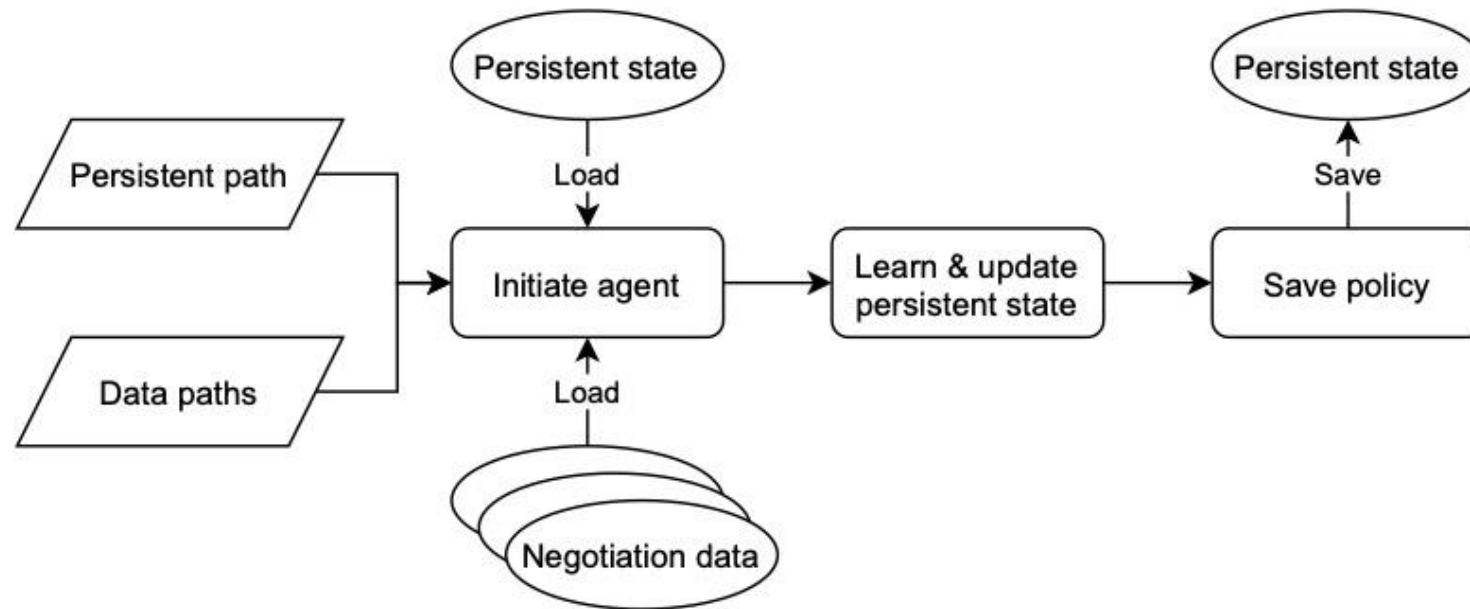 Persistent state
Persistent state
Persistent path
Load
Save
Initiate agent
Learn & update
persistent state
Save policy
Data paths
Load
Negotiation data